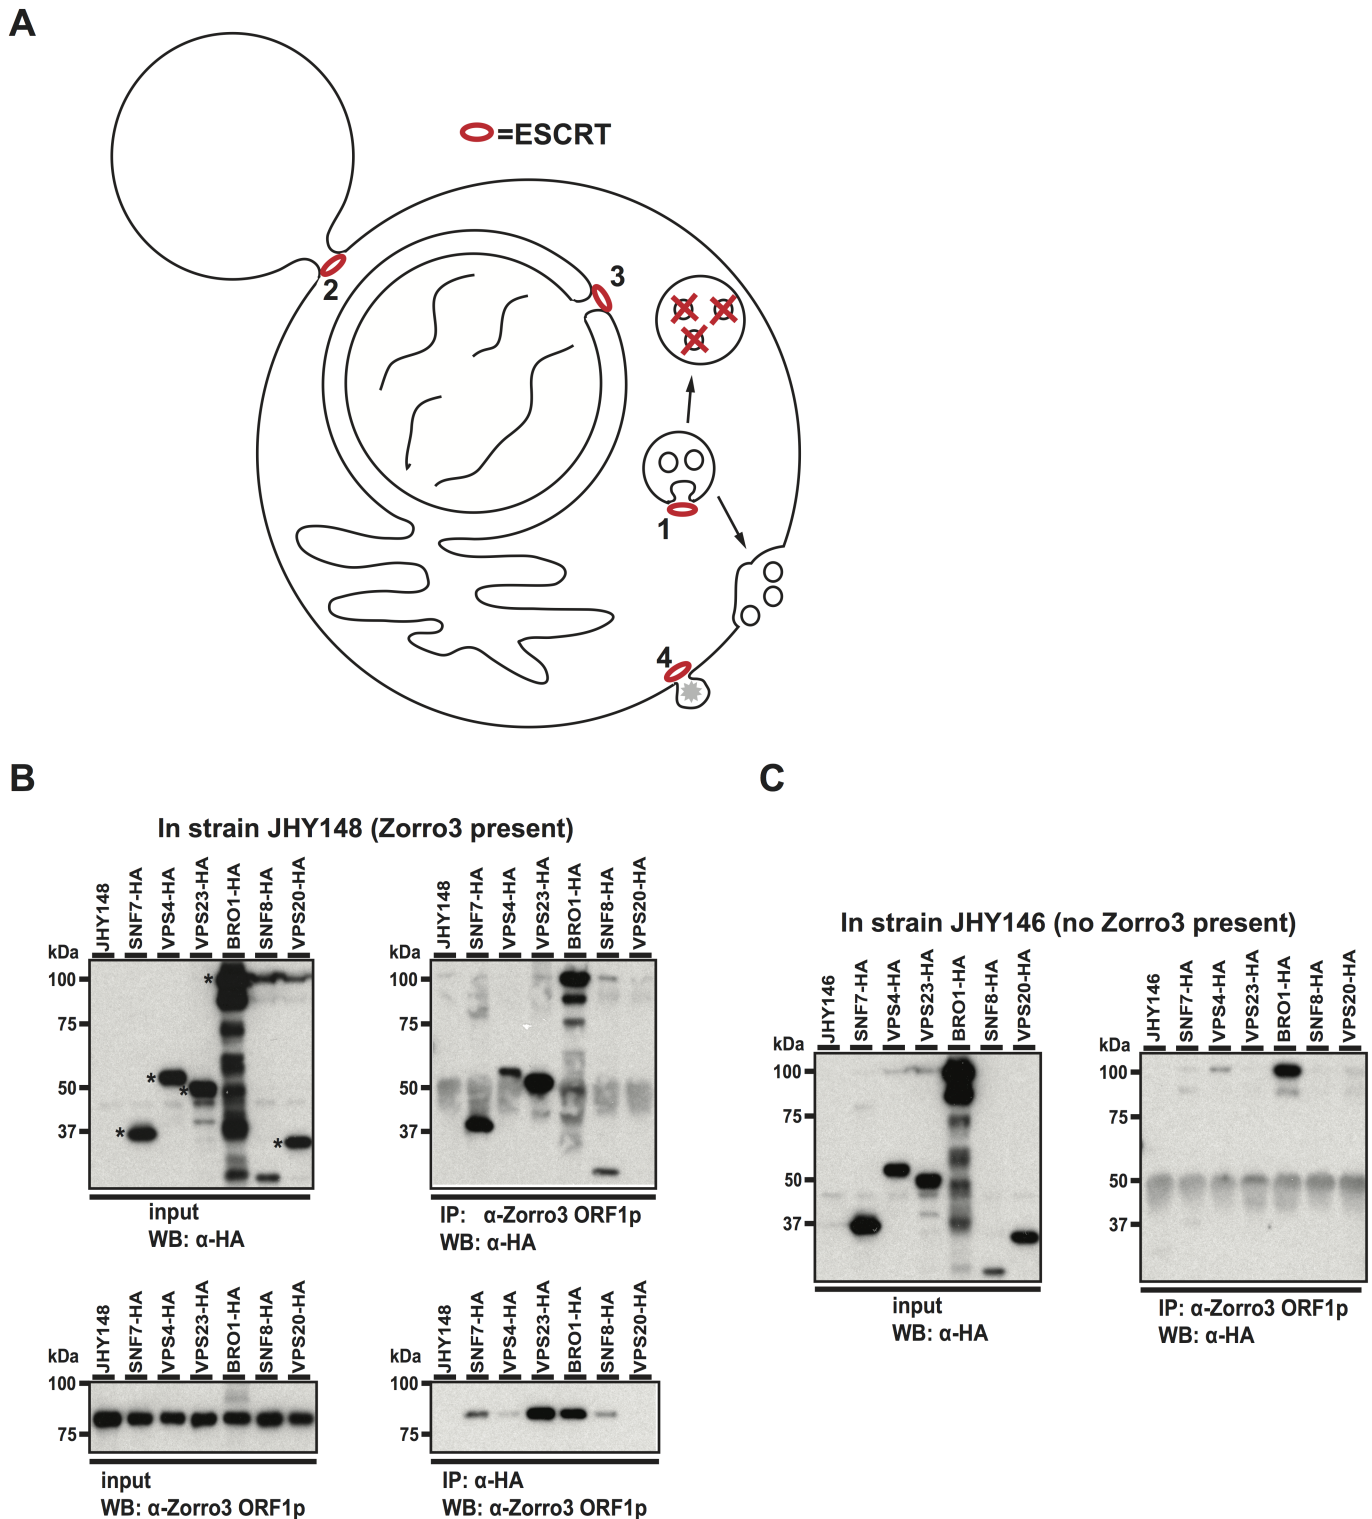 A
=ESCRT
2
3
1
4
B
In strain JHY148 (Zorro3 present)
kDa
JHY148
SNF7-HA
VPS4-HA
VPS23-HA
BRO1-HA
SNF8-HA
VPS20-HA
100
75
50
37
*
*
*
*
*
input
WB: α-HA
kDa
JHY148
SNF7-HA
VPS4-HA
VPS23-HA
BRO1-HA
SNF8-HA
VPS20-HA
100
75
50
37
IP: α-Zorro3 ORF1p
WB: α-HA
kDa
JHY148
SNF7-HA
VPS4-HA
VPS23-HA
BRO1-HA
SNF8-HA
VPS20-HA
100
75
input
WB: α-Zorro3 ORF1p
kDa
JHY148
SNF7-HA
VPS4-HA
VPS23-HA
BRO1-HA
SNF8-HA
VPS20-HA
100
75
IP: α-HA
WB: α-Zorro3 ORF1p
C
In strain JHY146 (no Zorro3 present)
kDa
JHY146
SNF7-HA
VPS4-HA
VPS23-HA
BRO1-HA
SNF8-HA
VPS20-HA
100
75
50
37
input
WB: α-HA
kDa
JHY146
SNF7-HA
VPS4-HA
VPS23-HA
BRO1-HA
SNF8-HA
VPS20-HA
100
75
50
37
IP: α-Zorro3 ORF1p
WB: α-HA